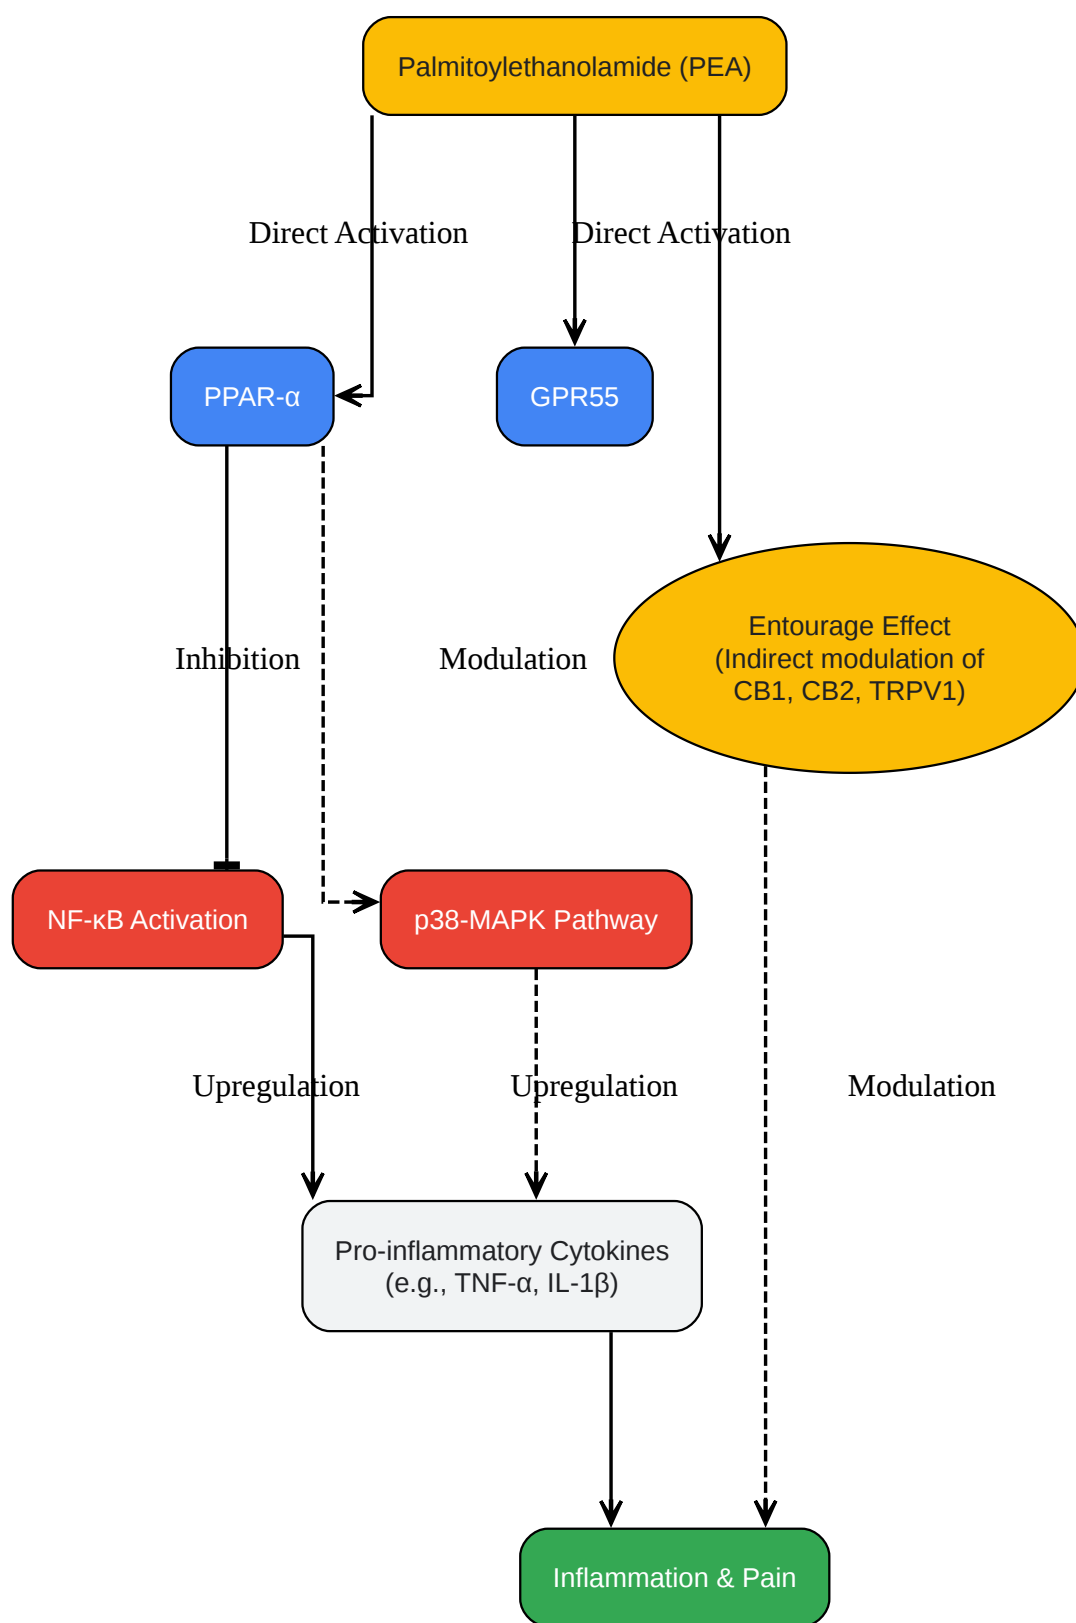 Palmitoylethanolamide (PEA)
Direct Activation
Direct Activation
PPAR-α
GPR55
Entourage Effect
(Indirect modulation of
CB1, CB2, TRPV1)
Inhibition
Modulation
NF-κB Activation
p38-MAPK Pathway
Upregulation
Upregulation
Modulation
Pro-inflammatory Cytokines
(e.g., TNF-α, IL-1β)
Inflammation & Pain